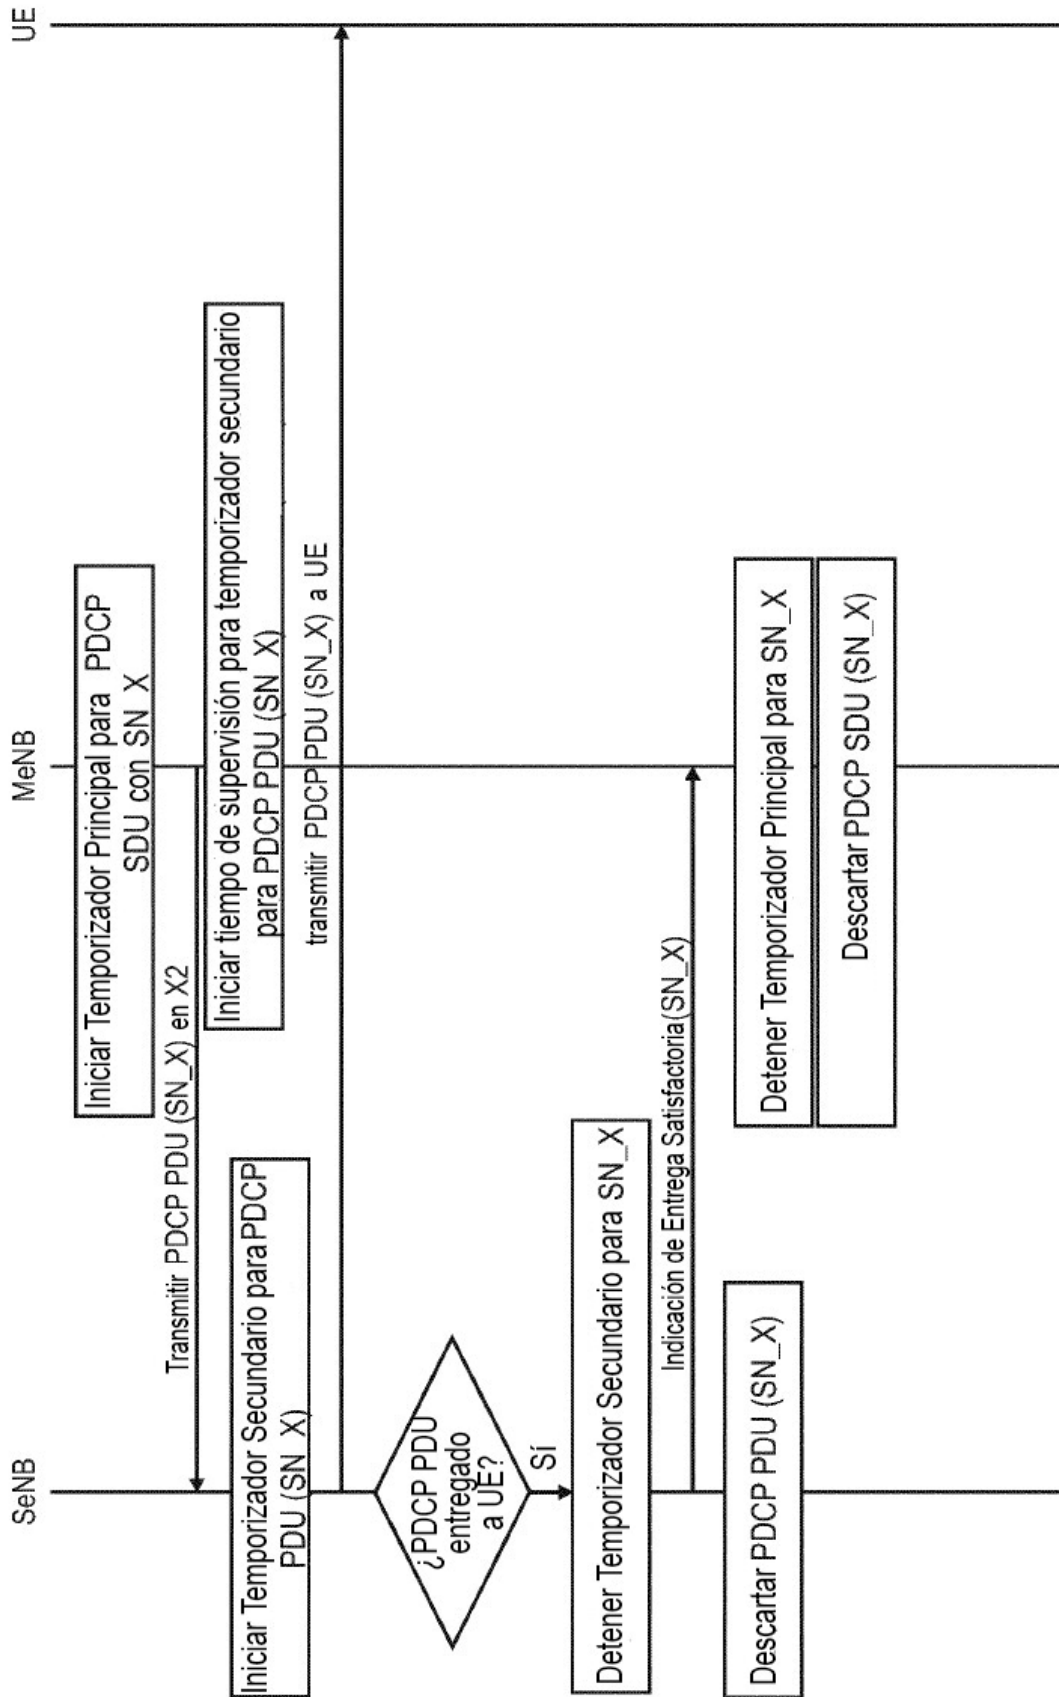 SeNB
MeNB
UE
Iniciar Temporizador Principal para PDCP
SDU con SN_X
Transmitir PDCP PDU (SN_X) en X2
Iniciar tiempo de supervisión para temporizador secundario
para PDCP PDU (SN_X)
Iniciar Temporizador Secundario para PDCP
PDU (SN_X)
transmitir PDCP PDU (SN_X) a UE
¿PDCP PDU
entregado
a UE?
Sí
Detener Temporizador Secundario para SN_X
Indicación de Entrega Satisfactoria(SN_X)
Descartar PDCP PDU (SN_X)
Detener Temporizador Principal para SN_X
Descartar PDCP SDU (SN_X)